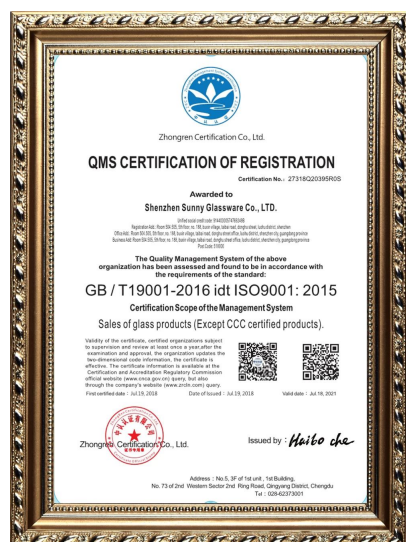 Zhongren Certification Co., Ltd.
QMS CERTIFICATION OF REGISTRATION
Certification No.: 27318Q20395R0S
Awarded to
Shenzhen Sunny Glassware Co., LTD.
The Quality Management System of the above
organization has been assessed and found to be in accordance with
the requirements of the standard:
GB / T19001-2016 idt ISO9001: 2015
Certification Scope of the Management System
Sales of glass products (Except CCC certified products).
Validity of the certificate, certified organizations subject
to supervision and review at least once a year,after the
examination and approval, the organization updates the
two-dimensional code information, the certificate is
effective. The certificate information is available at the
Certification and Accreditation Regulatory Commission
official website (www.cnca.gov.cn) query, but also
through the company's website (www.zrcln.com) query.
First certified date : Jul.19, 2018 Date of Issued : Jul.19, 2018 Valid date : Jul.18, 2021
Zhongren Certification Co., Ltd.
Issued by : Haibo che
Address : No.5, 3F of 1st unit , 1st Building,
No. 73 of 2nd Western Sector 2nd Ring Road, Qingyang District, Chengdu
Tel : 028-62373001